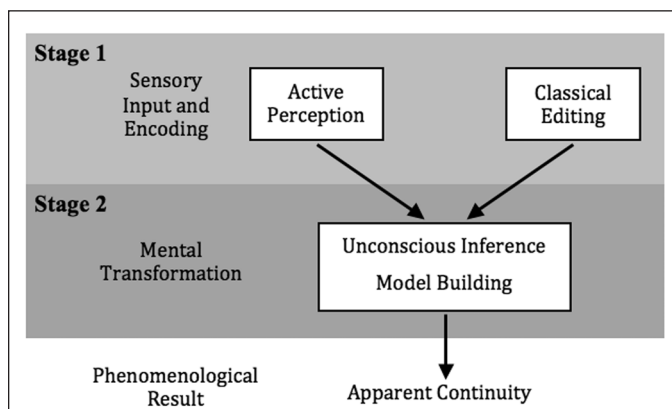 Stage 1
Sensory
Input and
Encoding
Active
Perception
Classical
Editing
Stage 2
Mental
Transformation
Unconscious Inference
Model Building
Phenomenological
Result
Apparent Continuity